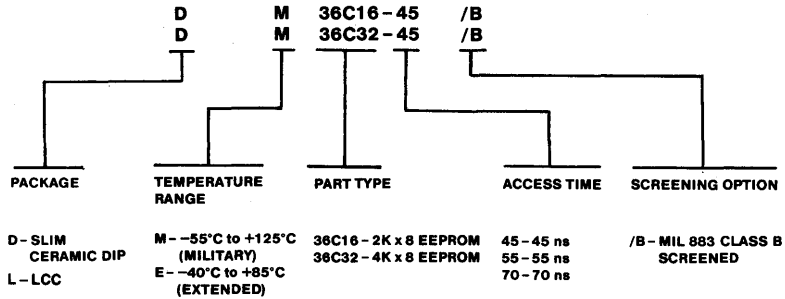 D M 36C16-45 /B
D M 36C32-45 /B
PACKAGE
TEMPERATURE RANGE
PART TYPE
ACCESS TIME
SCREENING OPTION
D-SLIM
CERAMIC DIP
L-LCC
M- -55°C to +125°C
(MILITARY)
E- -40°C to +85°C
(EXTENDED)
36C16-2K x 8 EEPROM
36C32-4K x 8 EEPROM
45-45 ns
55-55 ns
70-70 ns
/B-MIL 883 CLASS B
SCREENED